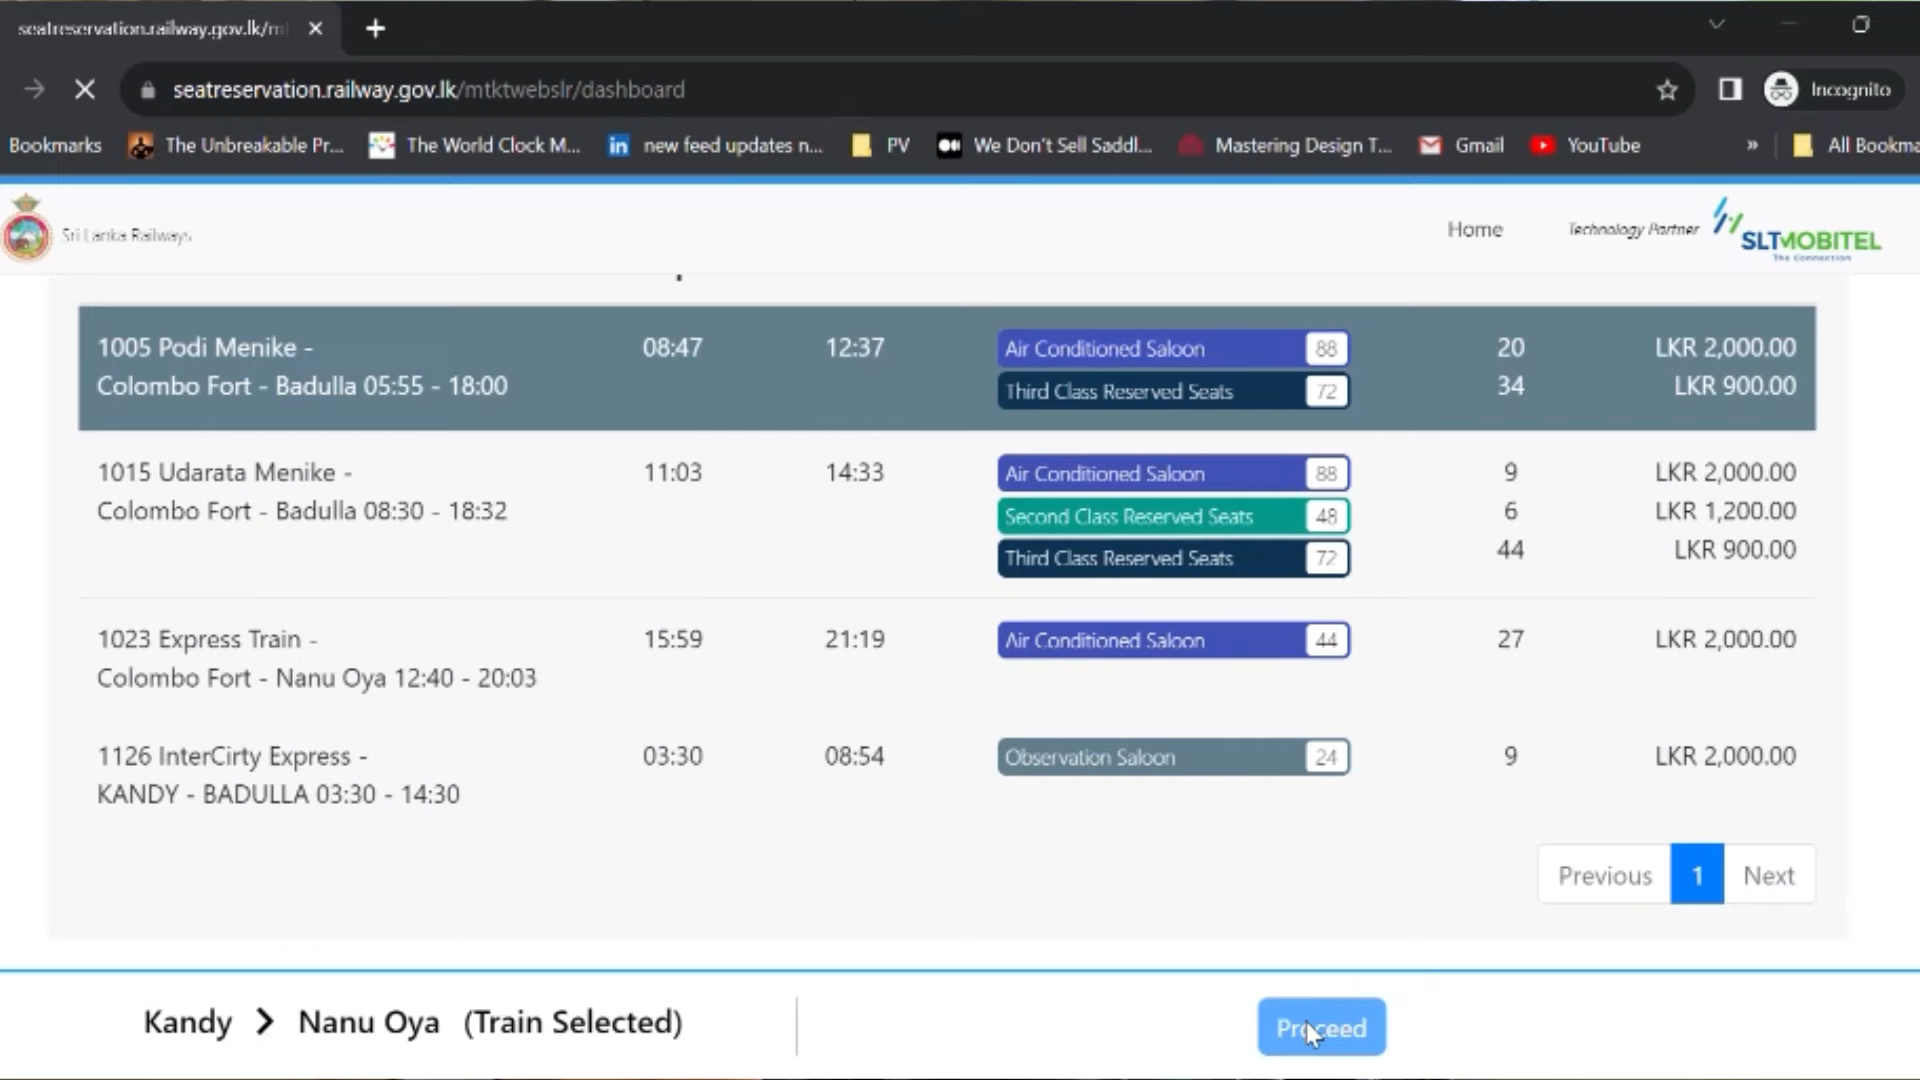 seatreservation.railway.gov.lk/m
seatreservation.railway.gov.lk/mtktwebslr/dashboard
Incognito
Bookmarks
The Unbreakable Pr...
The World Clock M...
in
new feed updates n...
PV
We Don't Sell Saddl...
Mastering Design T...
Gmail
YouTube
»
All Bookma
Sri Lanka Railways
Home
Technology Partner
SLTMOBITEL
The Connection
1005 Podi Menike -
Colombo Fort - Badulla 05:55 - 18:00
08:47
12:37
Air Conditioned Saloon 88
Third Class Reserved Seats 72
20
34
LKR 2,000.00
LKR 900.00
1015 Udarata Menike -
Colombo Fort - Badulla 08:30 - 18:32
11:03
14:33
Air Conditioned Saloon 88
Second Class Reserved Seats 48
Third Class Reserved Seats 72
9
6
44
LKR 2,000.00
LKR 1,200.00
LKR 900.00
1023 Express Train -
Colombo Fort - Nanu Oya 12:40 - 20:03
15:59
21:19
Air Conditioned Saloon 44
27
LKR 2,000.00
1126 InterCirty Express -
KANDY - BADULLA 03:30 - 14:30
03:30
08:54
Observation Saloon 24
9
LKR 2,000.00
Previous
1
Next
Kandy > Nanu Oya (Train Selected)
Proceed